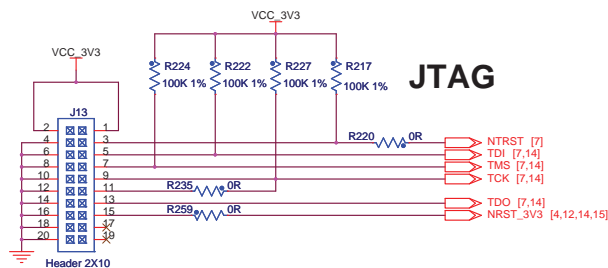 VCC_3V3
VCC_3V3
R224
R222
R227
R217
100K 1%
100K 1%
100K 1%
100K 1%
JTAG
J13
2
1
4
3
R220
0R
NTRST [7]
6
5
TDI [7,14]
8
7
TMS [7,14]
10
9
TCK [7,14]
12
11
R235
0R
14
13
TDO [7,14]
16
15
R259
0R
NRST_3V3 [4,12,14,15]
18
17
20
19
Header 2X10